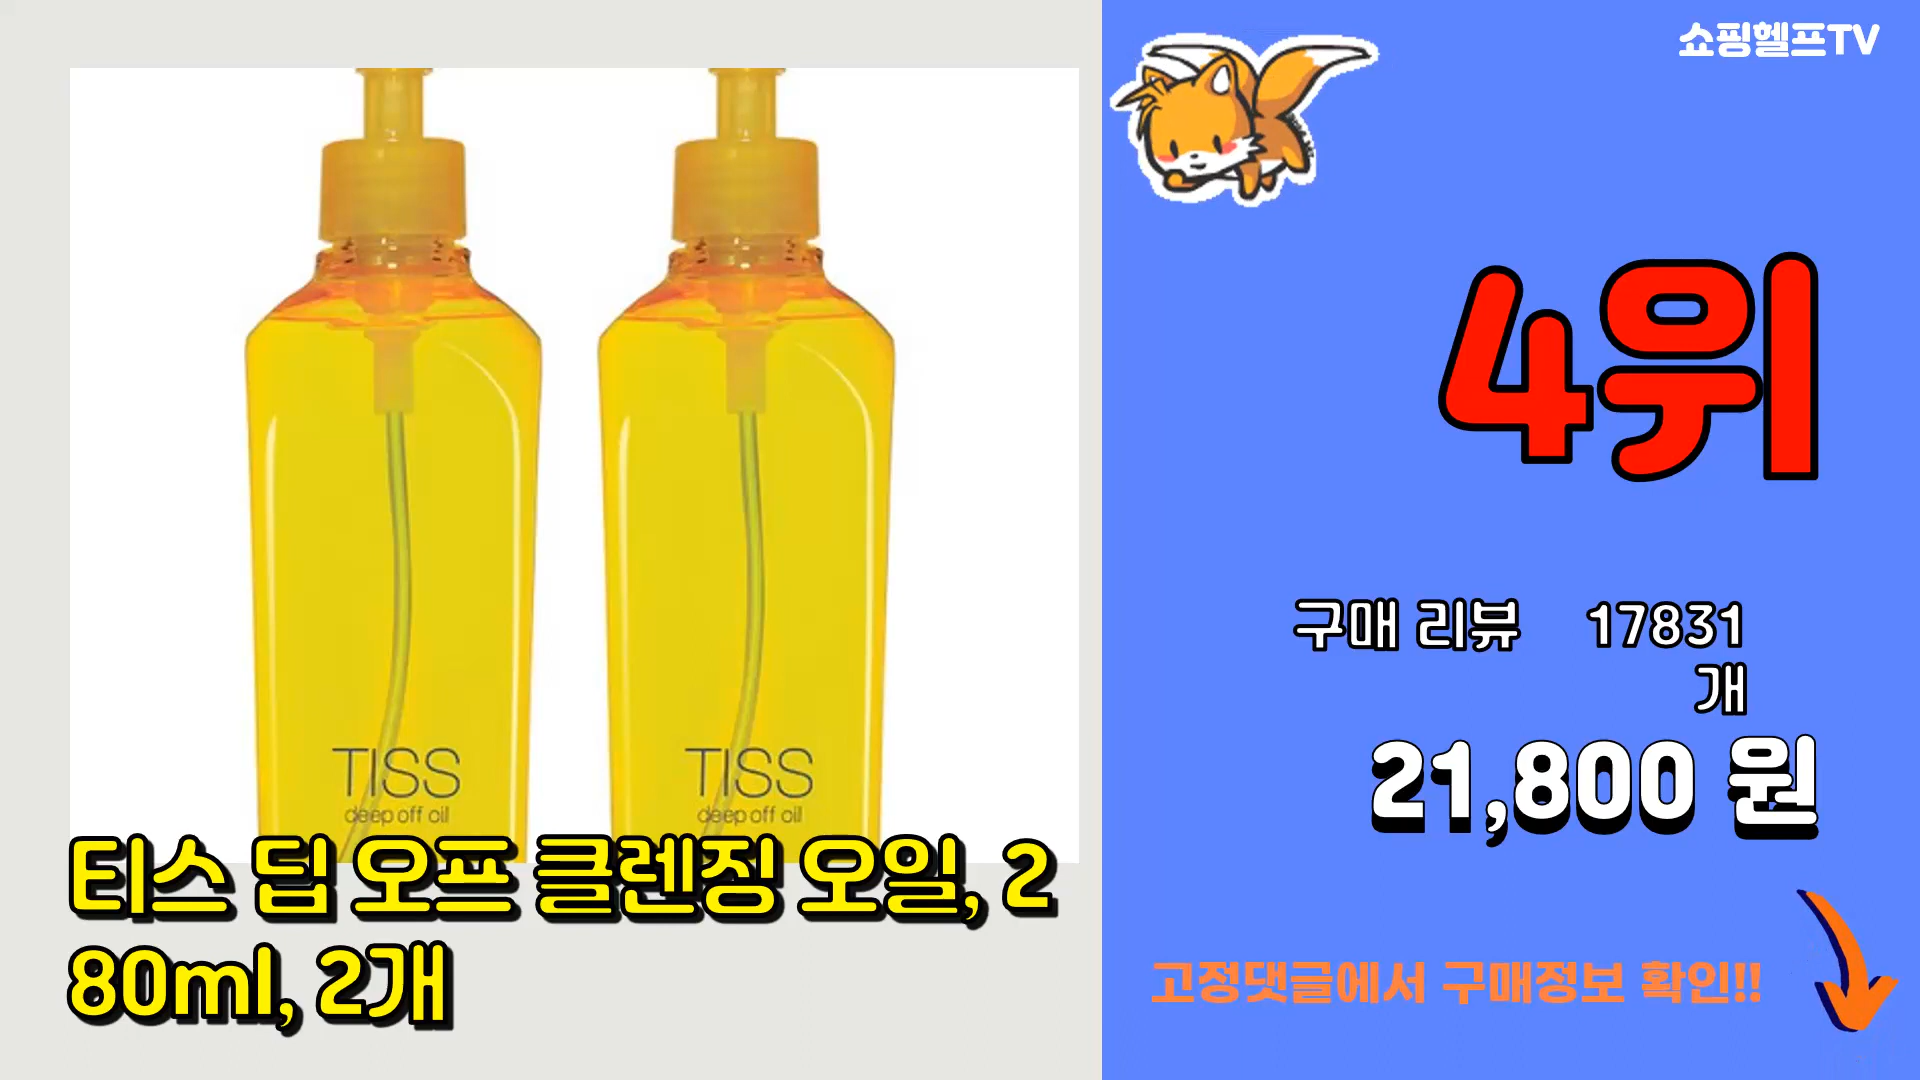 쇼핑헬프TV
4위
구매 리뷰 17831
개
21,800 원
고정댓글에서 구매정보 확인!!
TISS
deep off oil
TISS
deep off oil
티스 딥 오프 클렌징 오일, 2
80ml, 2개